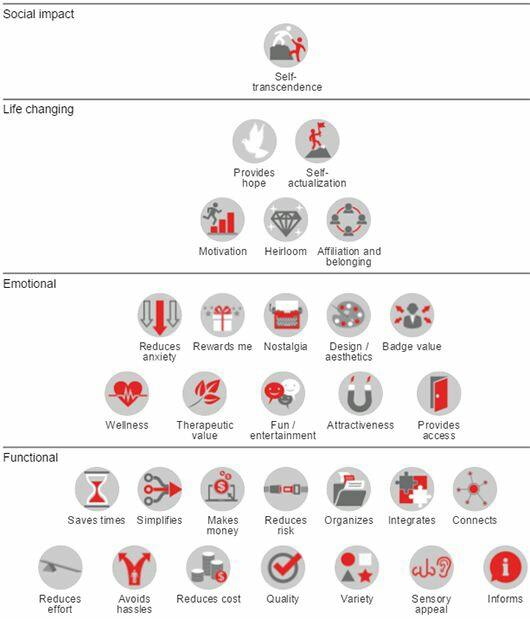 Social impact
Self-
transcendence
Life changing
Provides
hope
Self-
actualization
Motivation
Heirloom
Affiliation and
belonging
Emotional
Reduces
anxiety
Rewards me
Nostalgia
Design /
aesthetics
Badge value
Wellness
Therapeutic
value
Fun /
entertainment
Attractiveness
Provides
access
Functional
Saves times
Simplifies
Makes
money
Reduces
risk
Organizes
Integrates
Connects
Reduces
effort
Avoids
hassles
Reduces cost
Quality
Variety
Sensory
appeal
Informs